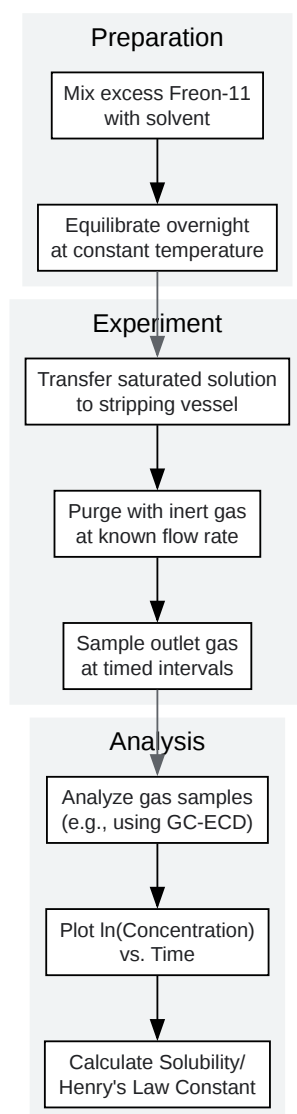 Preparation
Mix excess Freon-11
with solvent
Equilibrate overnight
at constant temperature
Experiment
Transfer saturated solution
to stripping vessel
Purge with inert gas
at known flow rate
Sample outlet gas
at timed intervals
Analysis
Analyze gas samples
(e.g., using GC-ECD)
Plot ln(Concentration)
vs. Time
Calculate Solubility/
Henry's Law Constant